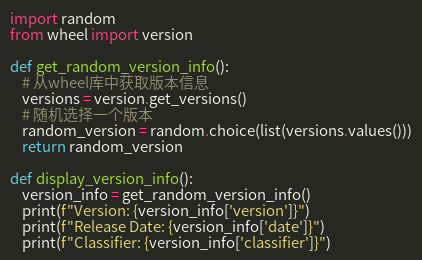 import random
from wheel import version

def get_random_version_info():
    # 从wheel库中获取版本信息
    versions = version.get_versions()
    # 随机选择一个版本
    random_version = random.choice(list(versions.values()))
    return random_version

def display_version_info():
    version_info = get_random_version_info()
    print(f"Version: {version_info['version']}")
    print(f"Release Date: {version_info['date']}")
    print(f"Classifier: {version_info['classifier']}")